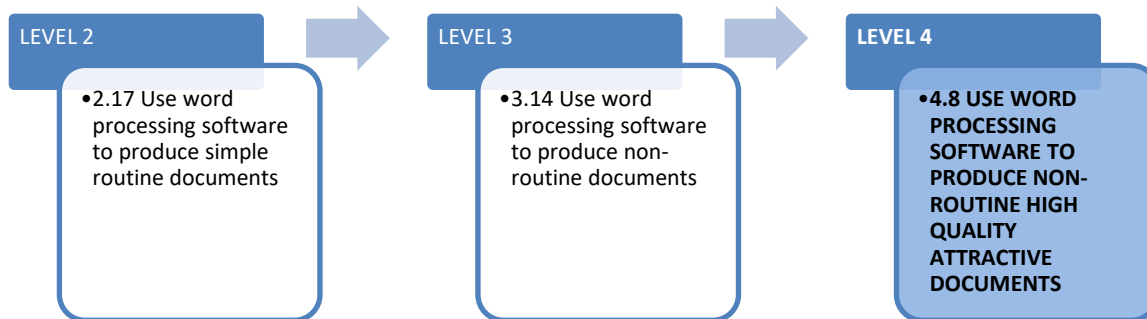 LEVEL 2
•2.17 Use word
processing software
to produce simple
routine documents
LEVEL 3
•3.14 Use word
processing software
to produce non-
routine documents
LEVEL 4
•4.8 USE WORD
PROCESSING
SOFTWARE TO
PRODUCE NON-
ROUTINE HIGH
QUALITY
ATTRACTIVE
DOCUMENTS